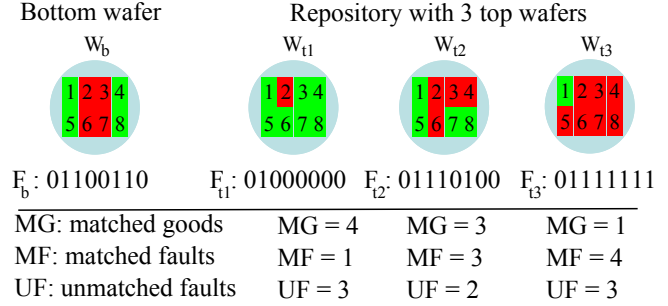 Bottom wafer Repository with 3 top wafers
W_b W_t1 W_t2 W_t3
1 2 3 4 1 2 3 4 1 2 3 4 1 2 3 4
5 6 7 8 5 6 7 8 5 6 7 8 5 6 7 8
F_b: 01100110 F_t1: 01000000 F_t2: 01110100 F_t3: 01111111
MG: matched goods MG = 4 MG = 3 MG = 1
MF: matched faults MF = 1 MF = 3 MF = 4
UF: unmatched faults UF = 3 UF = 2 UF = 3